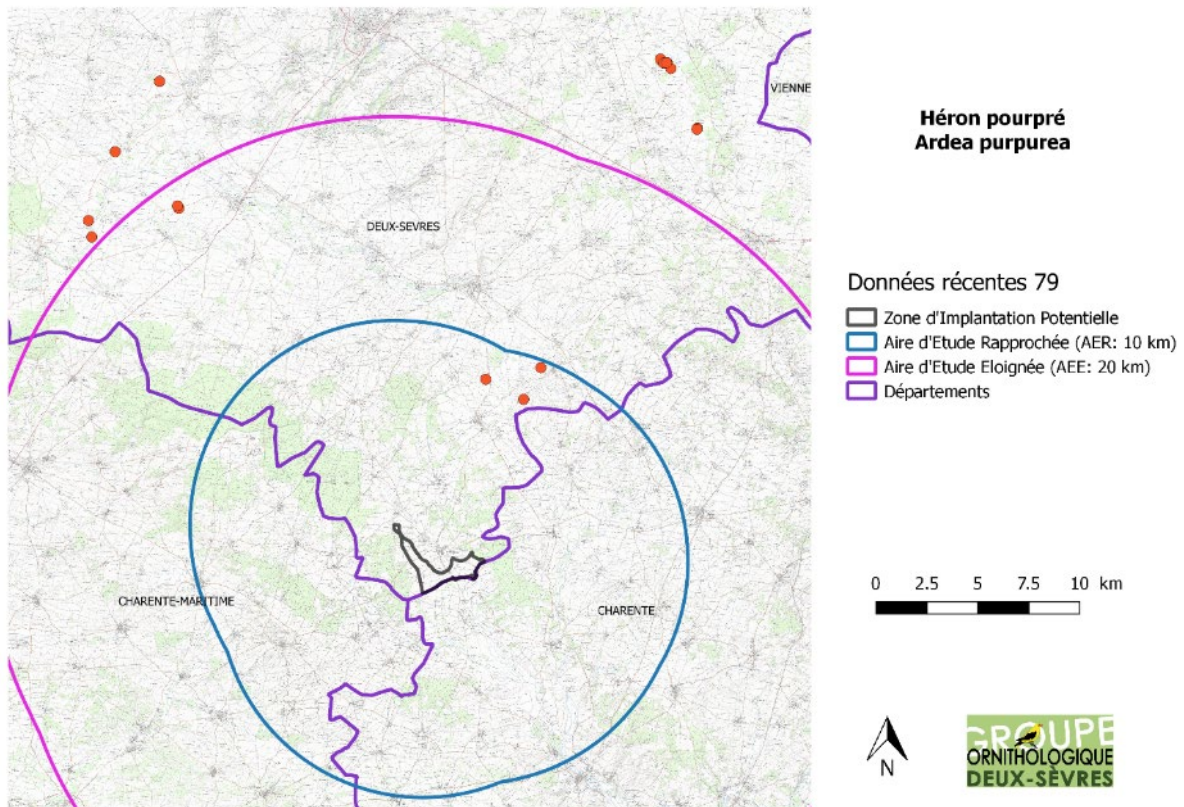 VIENNE
DEUX-SEVRES
CHARENTE-MARITIME
CHARENTE
Héron pourpré
Ardea purpurea
Données récentes 79
Zone d'Implantation Potentielle
Aire d'Etude Rapprochée (AER: 10 km)
Aire d'Etude Eloignée (AEE: 20 km)
Départements
0 2.5 5 7.5 10 km
N
GROUPE
ORNITHOLOGIQUE
DEUX-SÈVRES